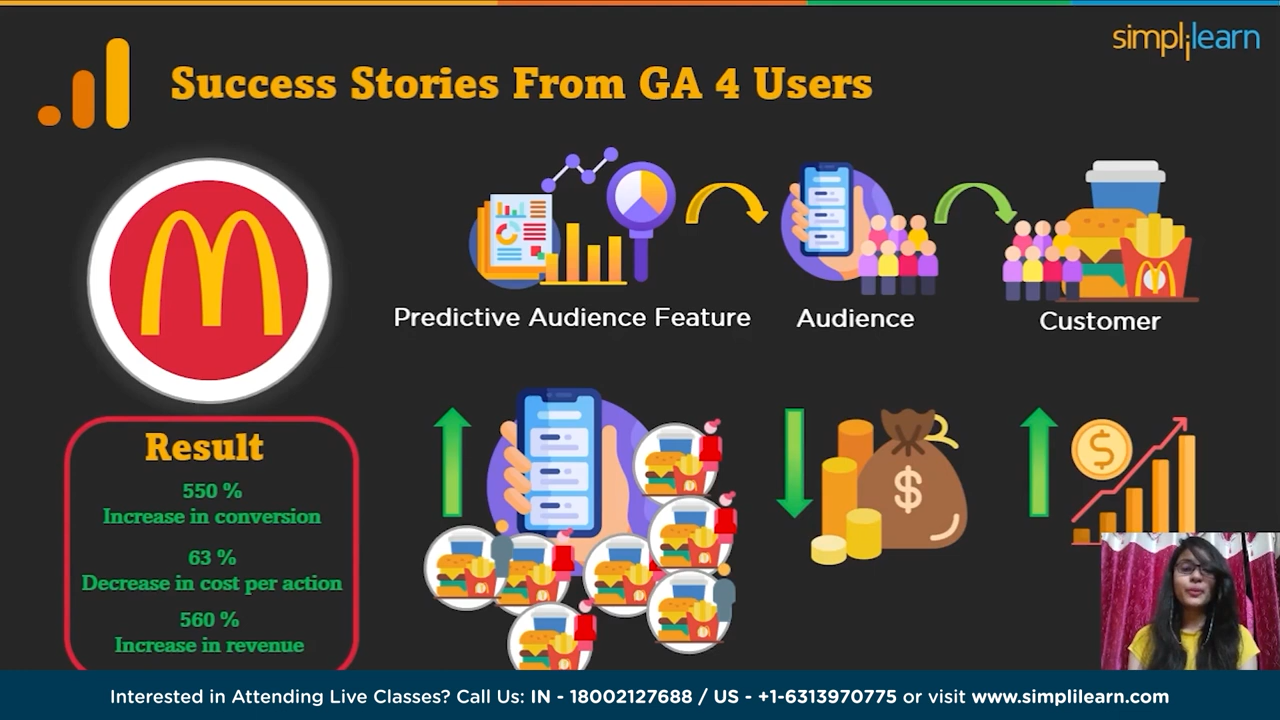 simplilearn
Success Stories From GA 4 Users
Predictive Audience Feature
Audience
Customer
Result
550 %
Increase in conversion
63 %
Decrease in cost per action
560 %
Increase in revenue
Interested in Attending Live Classes? Call Us: IN - 18002127688 / US - +1-6313970775 or visit www.simplilearn.com